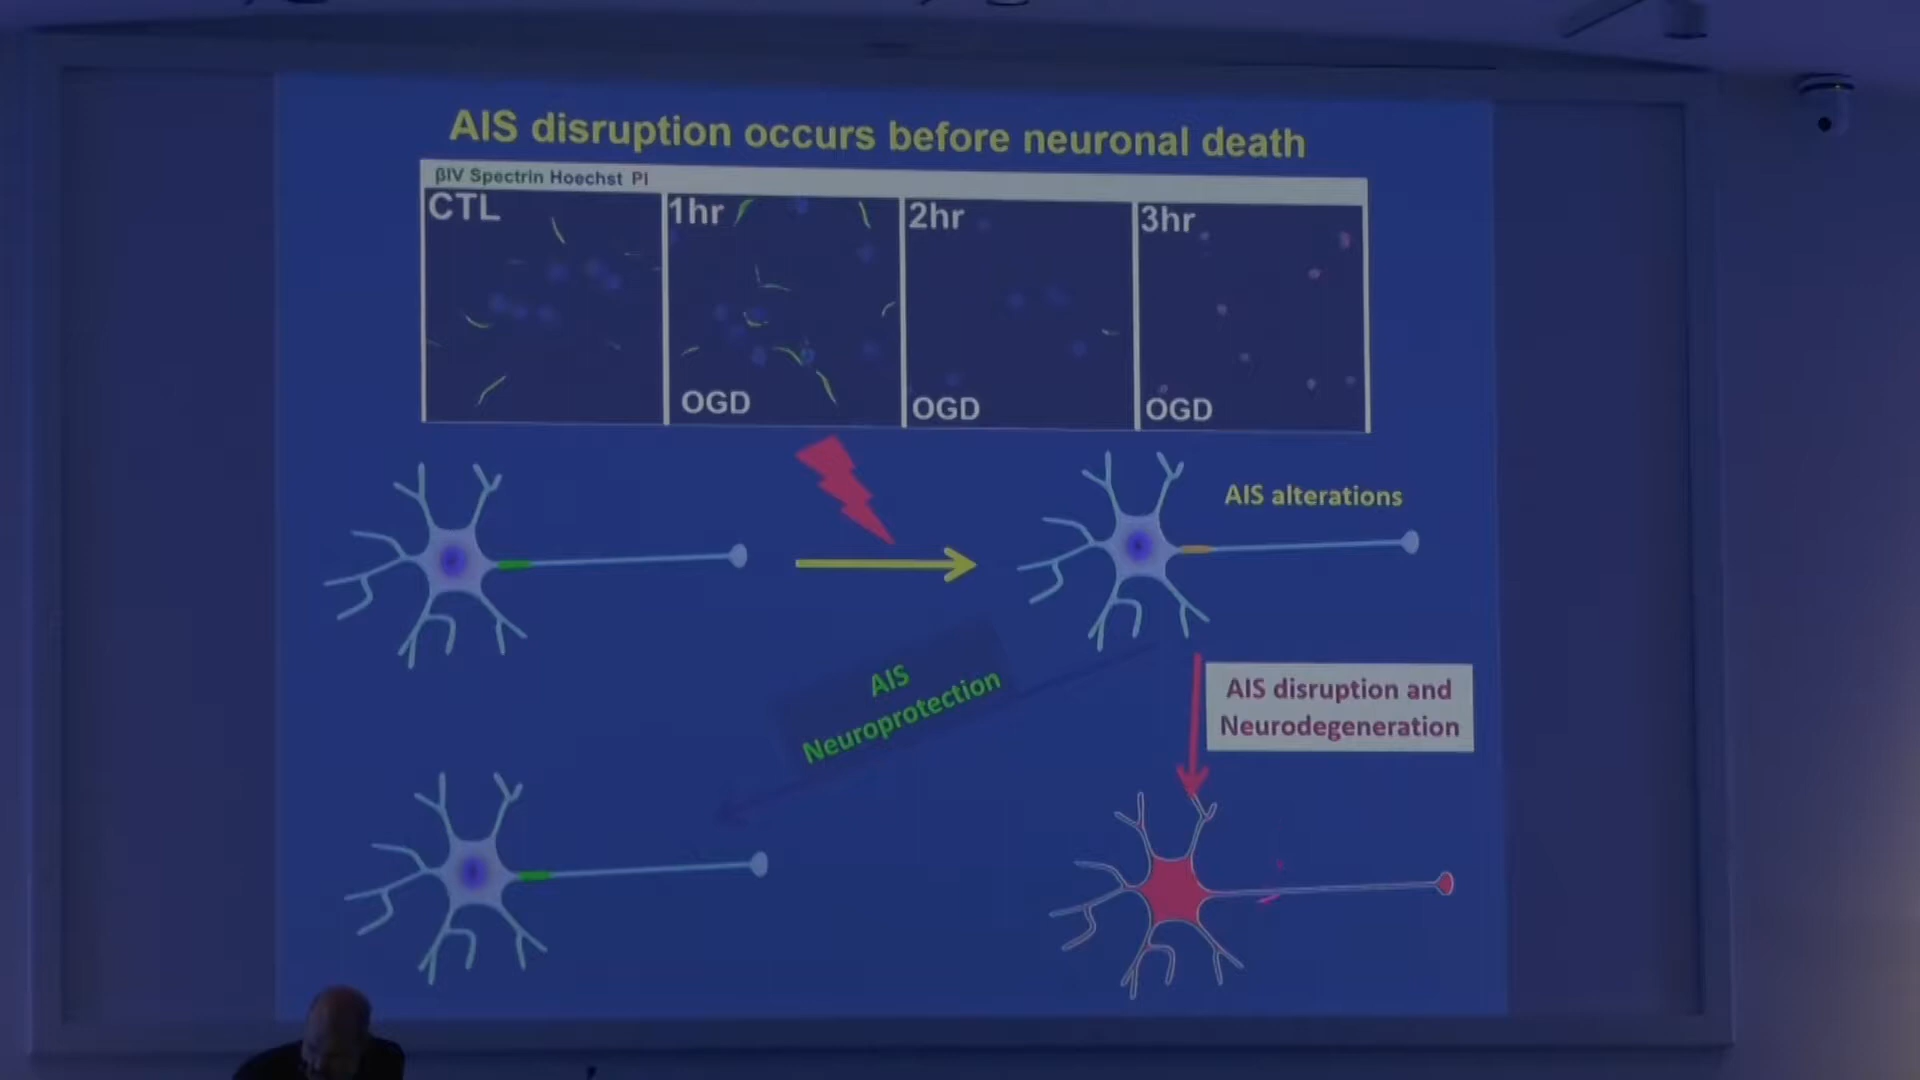 AIS disruption occurs before neuronal death
βIV Spectrin Hoechst PI
CTL
1hr
2hr
3hr
OGD
OGD
OGD
AIS alterations
AIS
Neuroprotection
AIS disruption and
Neurodegeneration